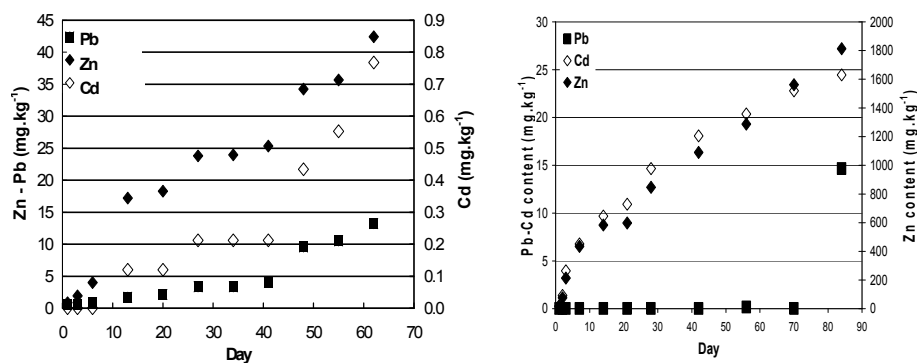 45
40
35
30
25
20
15
10
5
0
Zn - Pb (mg.kg-1)
Pb
Zn
Cd
0.9
0.8
0.7
0.6
0.5
0.4
0.3
0.2
0.1
0.0
Cd (mg.kg-1)
0 10 20 30 40 50 60 70
Day
30
25
20
15
10
5
0
Pb-Cd content (mg.kg-1)
Pb
Cd
Zn
2000
1800
1600
1400
1200
1000
800
600
400
200
0
Zn content (mg.kg-1)
0 10 20 30 40 50 60 70 80 90
Day